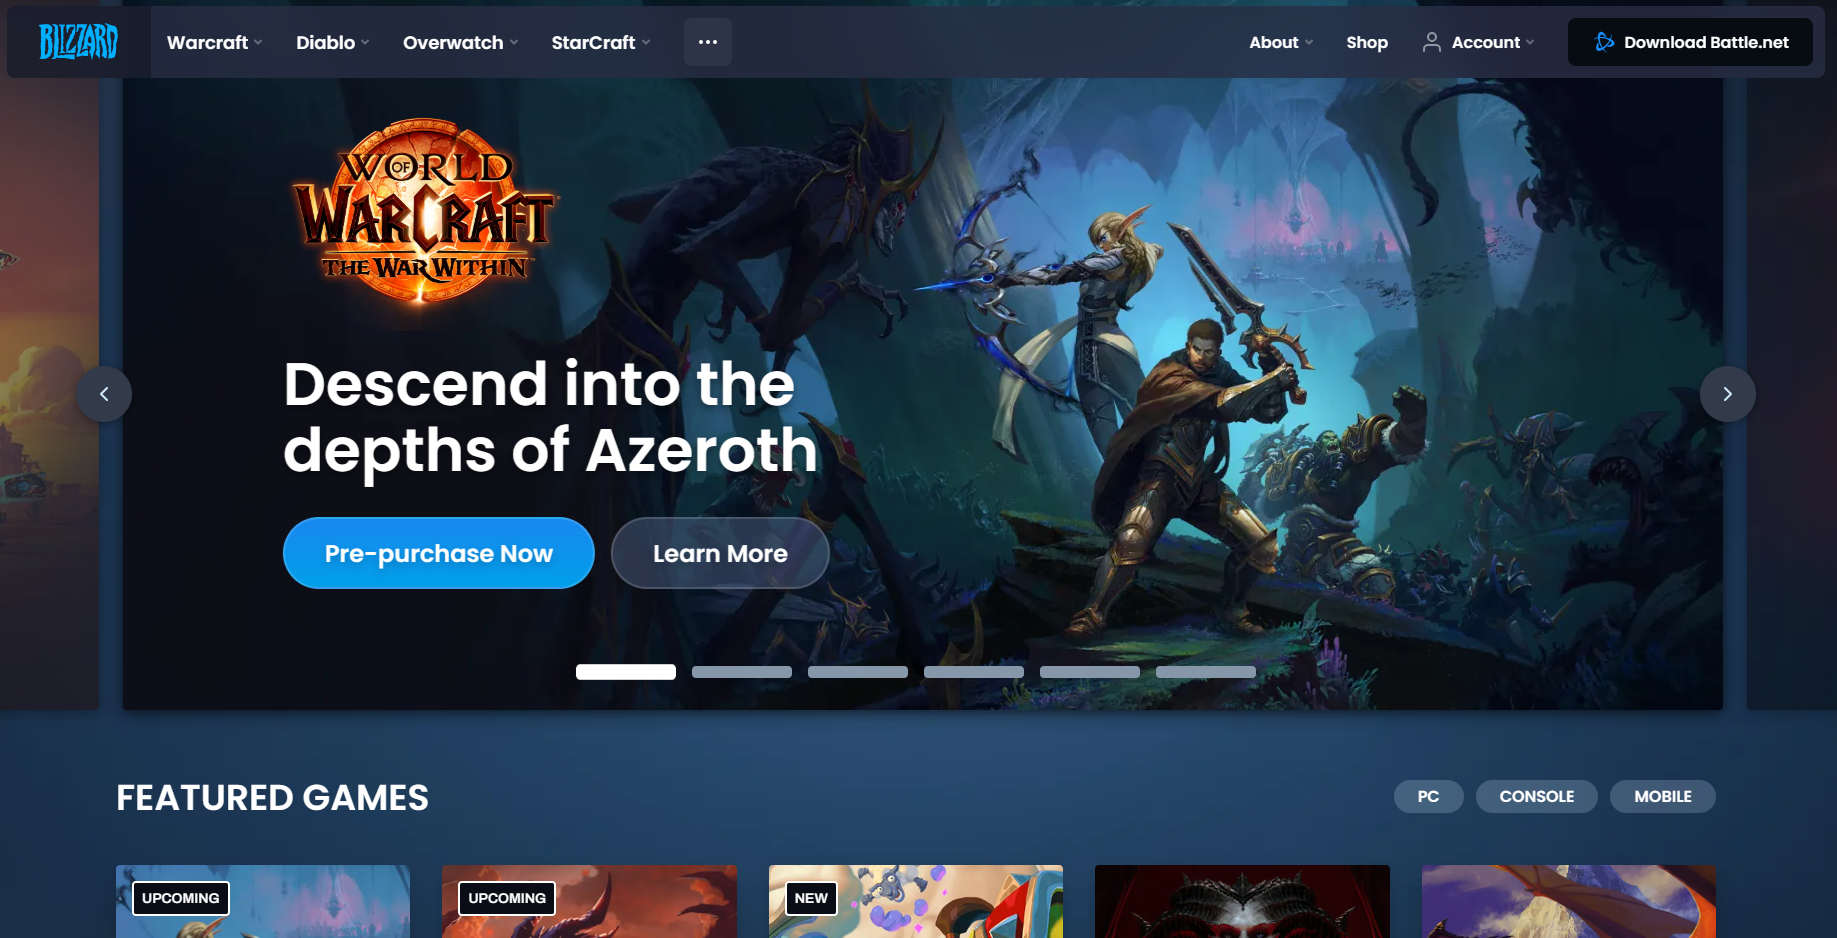 BLIZZARD
Warcraft
Diablo
Overwatch
StarCraft
About
Shop
Account
Download Battle.net
WORLD OF
WARCRAFT
THE WAR WITHIN
Descend into the
depths of Azeroth
Pre-purchase Now
Learn More
FEATURED GAMES
PC
CONSOLE
MOBILE
UPCOMING
UPCOMING
NEW